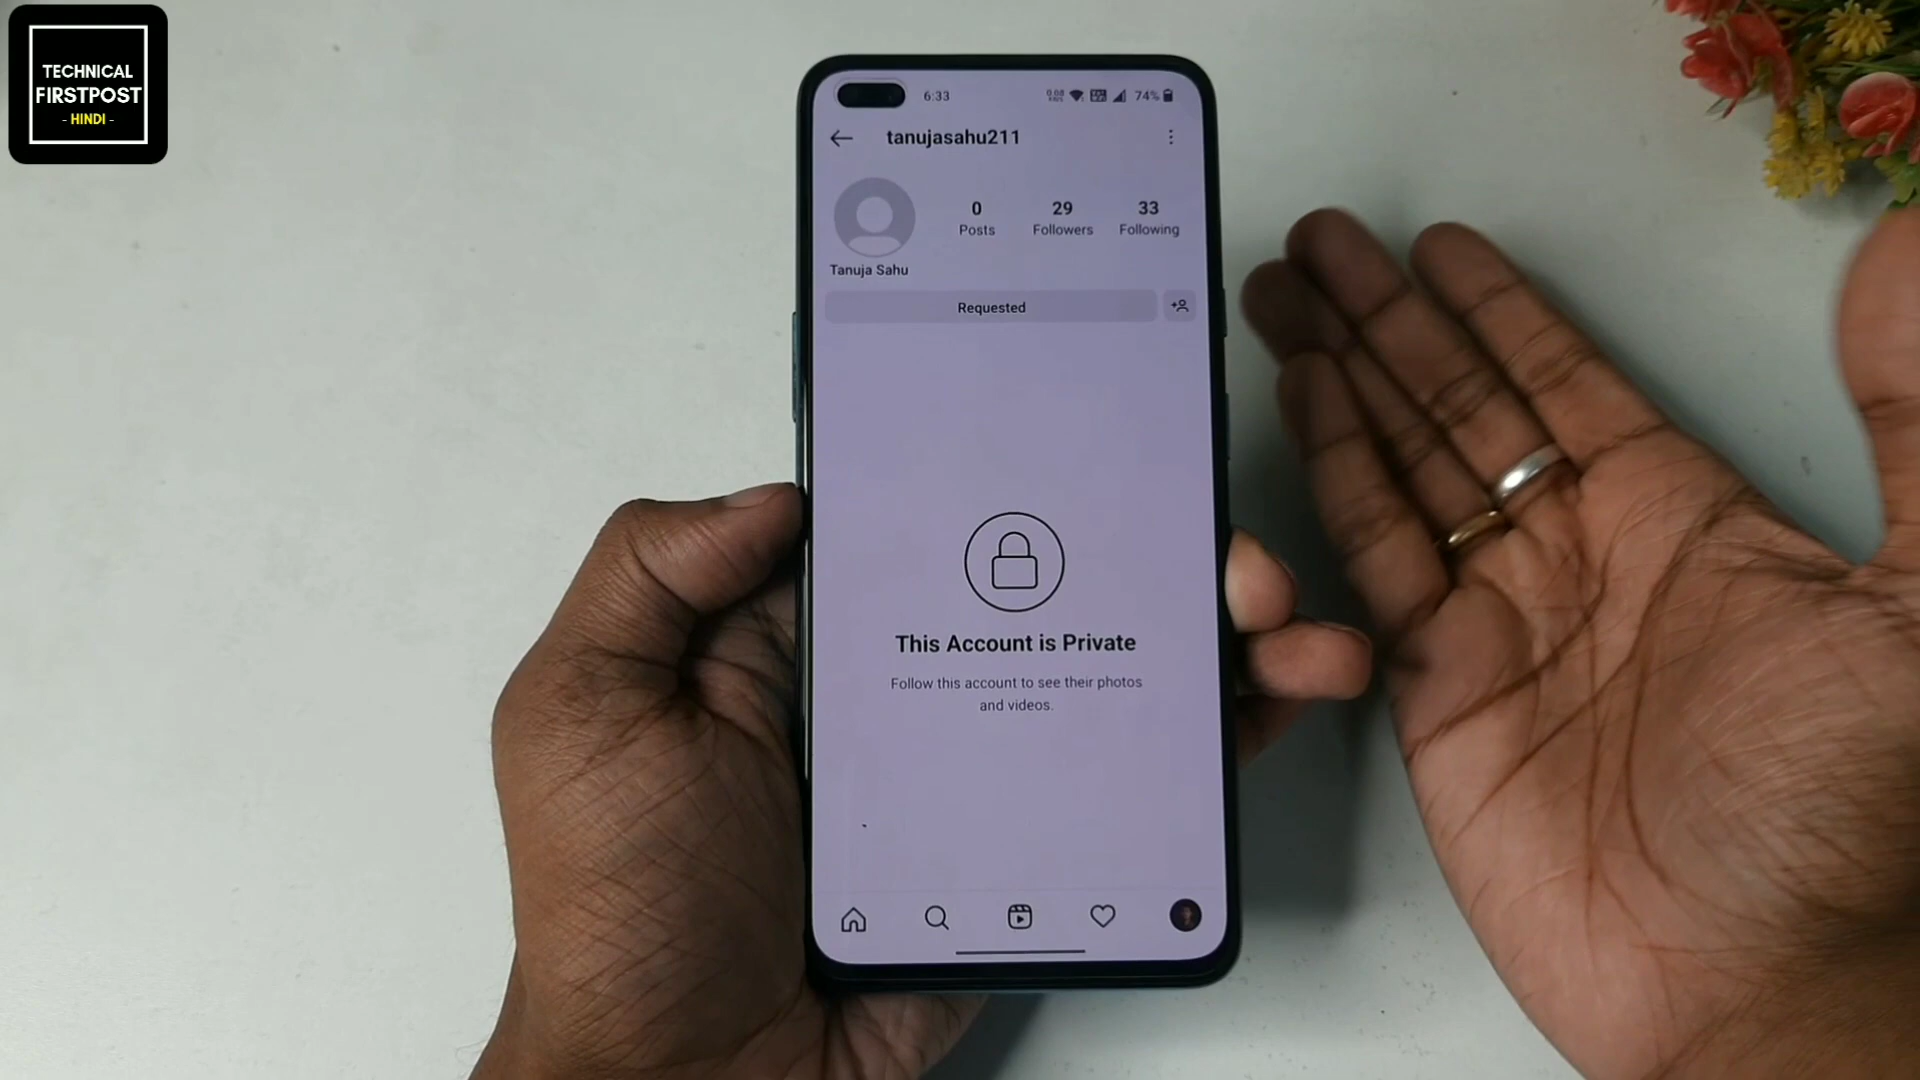 TECHNICAL
FIRSTPOST
- HINDI -
6:33
74%
tanujasahu211
0
29
33
Posts
Followers
Following
Tanuja Sahu
Requested
This Account is Private
Follow this account to see their photos
and videos.